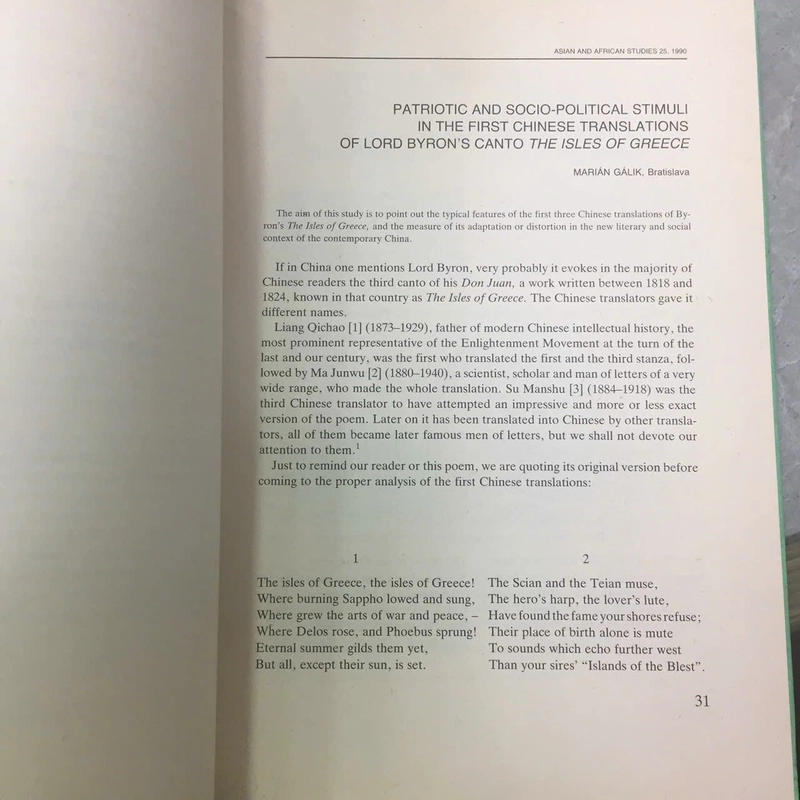 ASIAN AND AFRICAN STUDIES 25, 1990
PATRIOTIC AND SOCIO-POLITICAL STIMULI
IN THE FIRST CHINESE TRANSLATIONS
OF LORD BYRON'S CANTO THE ISLES OF GREECE
MARIÁN GÁLIK, Bratislava
The aim of this study is to point out the typical features of the first three Chinese translations of By-
ron's The Isles of Greece, and the measure of its adaptation or distortion in the new literary and social
context of the contemporary China.
If in China one mentions Lord Byron, very probably it evokes in the majority of
Chinese readers the third canto of his Don Juan, a work written between 1818 and
1824, known in that country as The Isles of Greece. The Chinese translators gave it
different names.
Liang Qichao [1] (1873–1929), father of modern Chinese intellectual history, the
most prominent representative of the Enlightenment Movement at the turn of the
last and our century, was the first who translated the first and the third stanza, fol-
lowed by Ma Junwu [2] (1880–1940), a scientist, scholar and man of letters of a very
wide range, who made the whole translation. Su Manshu [3] (1884–1918) was the
third Chinese translator to have attempted an impressive and more or less exact
version of the poem. Later on it has been translated into Chinese by other transla-
tors, all of them became later famous men of letters, but we shall not devote our
attention to them.1
Just to remind our reader or this poem, we are quoting its original version before
coming to the proper analysis of the first Chinese translations:
1
The isles of Greece, the isles of Greece!
Where burning Sappho lowed and sung,
Where grew the arts of war and peace, –
Where Delos rose, and Phoebus sprung!
Eternal summer gilds them yet,
But all, except their sun, is set.
2
The Scian and the Teian muse,
The hero's harp, the lover's lute,
Have found the fame your shores refuse;
Their place of birth alone is mute
To sounds which echo further west
Than your sires' “Islands of the Blest”.
31